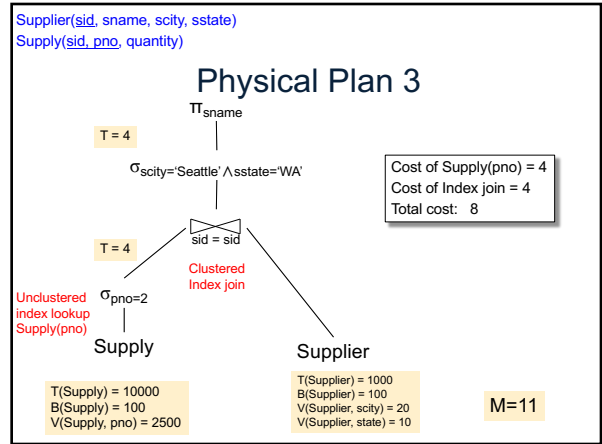 Supplier(sid, sname, scity, sstate)
Supply(sid, pno, quantity)
Physical Plan 3
πsname
T = 4
σscity='Seattle' ∧sstate='WA'
Cost of Supply(pno) = 4
Cost of Index join = 4
Total cost: 8
sid = sid
T = 4
Clustered
Index join
Unclustered
index lookup
Supply(pno)
σpno=2
Supply
Supplier
T(Supply) = 10000
B(Supply) = 100
V(Supply, pno) = 2500
T(Supplier) = 1000
B(Supplier) = 100
V(Supplier, scity) = 20
V(Supplier, state) = 10
M=11